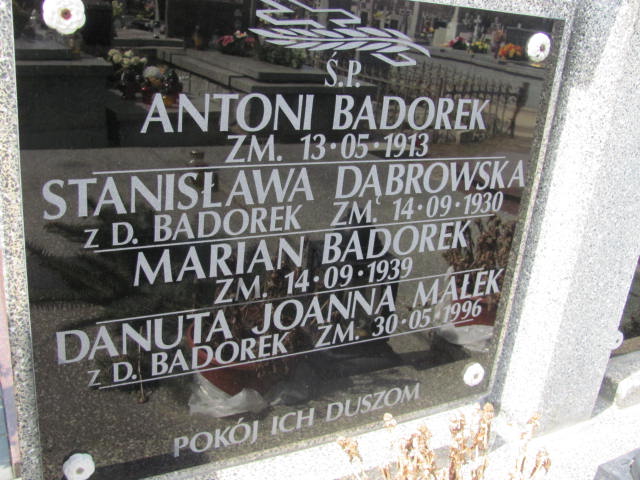 Ś.P.
ANTONI BADOREK
ZM. 13·05·1913
STANISŁAWA DĄBROWSKA
Z D. BADOREK ZM. 14·09·1930
MARIAN BADOREK
ZM. 14·09·1939
DANUTA JOANNA MAŁEK
Z D. BADOREK ZM. 30·05·1996
POKÓJ ICH DUSZOM